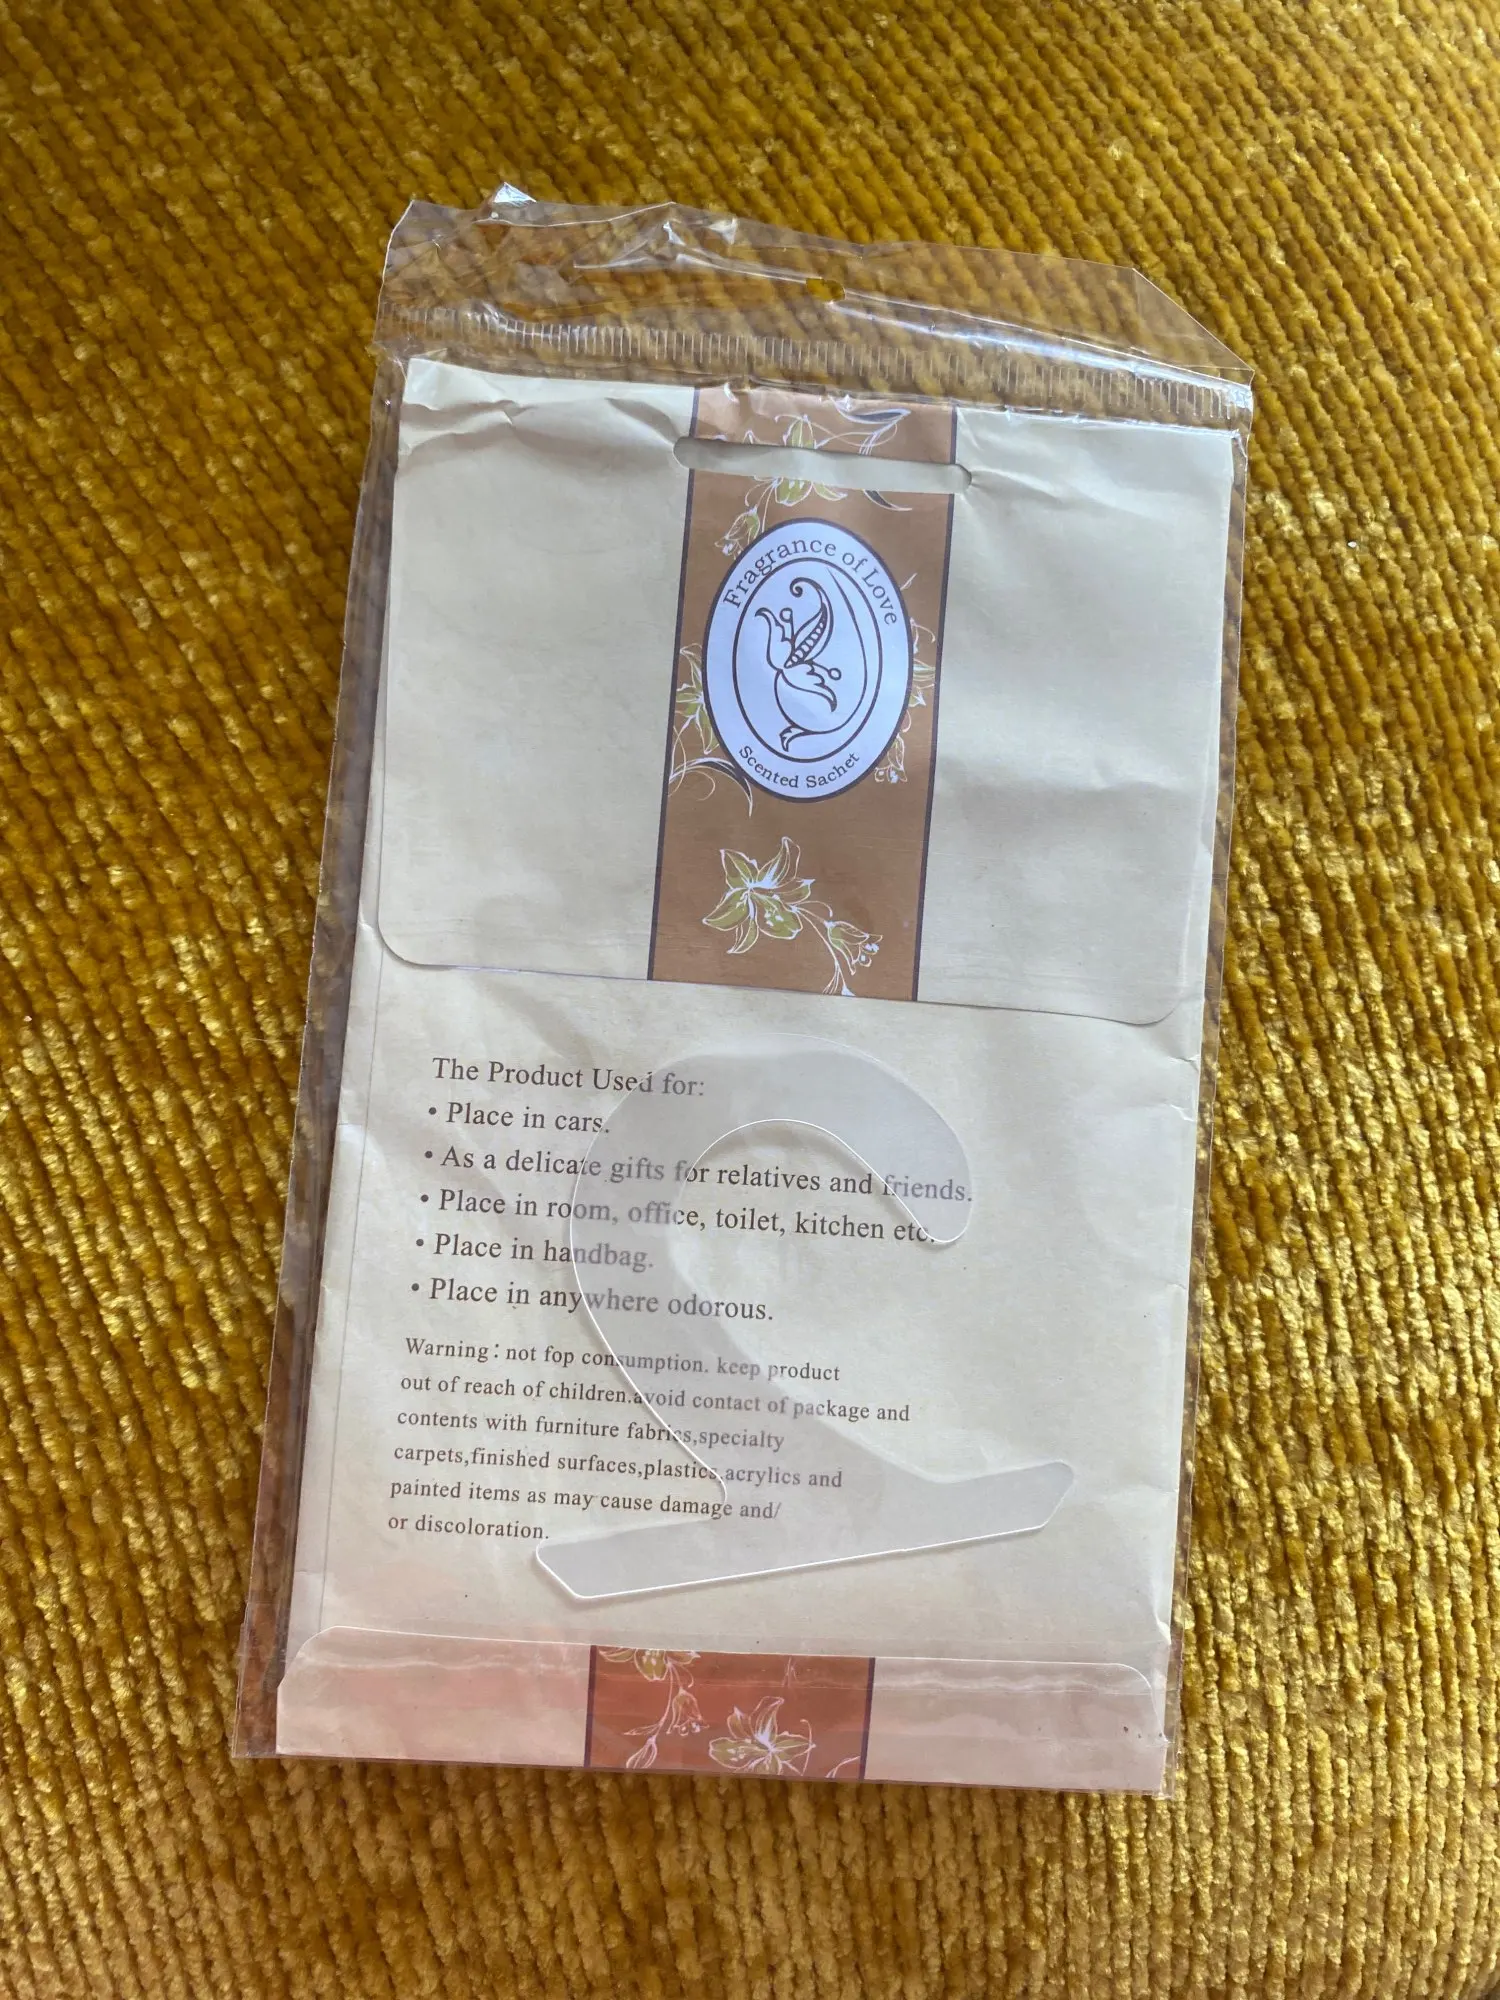 Fragrance of Love
Scented Sachet
The Product Used for:
• Place in cars.
• As a delicate gifts for relatives and friends.
• Place in room, office, toilet, kitchen etc.
• Place in handbag.
• Place in anywhere odorous.
Warning: not fop consumption. keep product
out of reach of children.avoid contact of package and
contents with furniture fabrics,specialty
carpets,finished surfaces,plastics,acrylics and
painted items as may cause damage and/
or discoloration.